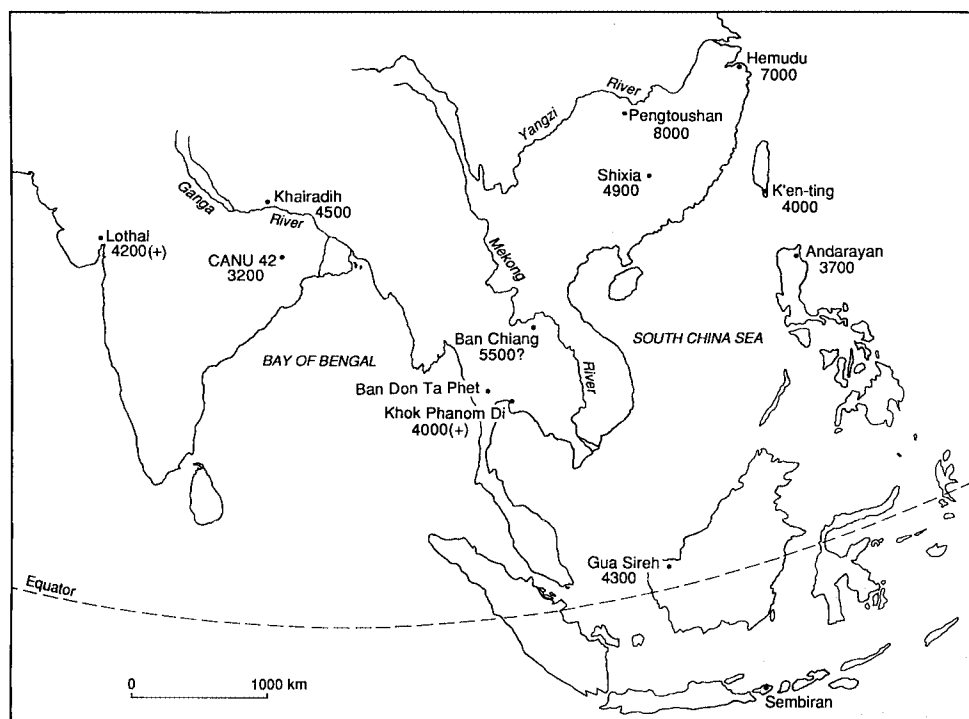 Hemudu
7000
Yangzi
River
Pengtoushan
8000
Shixia
4900
K'en-ting
4000
Ganga
River
Khairadih
4500
Lothal
4200(+)
CANU 42
3200
Mekong
River
Andarayan
3700
Ban Chiang
5500?
SOUTH CHINA SEA
BAY OF BENGAL
Ban Don Ta Phet
Khok Phanom Di
4000(+)
Gua Sireh
4300
Equator
0 1000 km
Sembiran